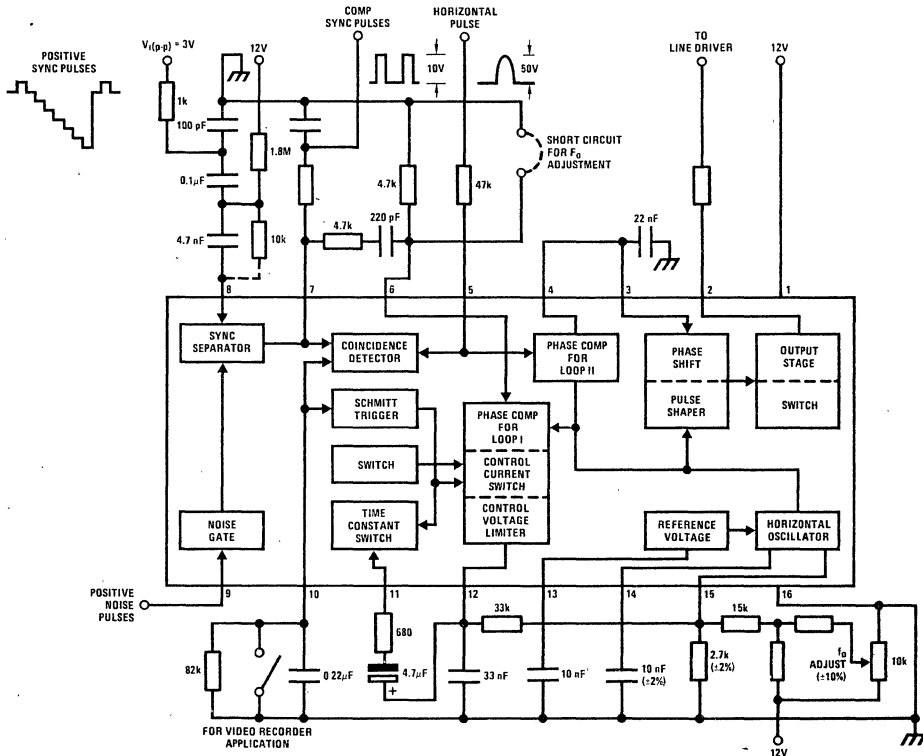 COMP
SYNC PULSES
HORIZONTAL
PULSE
TO
LINE DRIVER
12V
V₁(p-p) = 3V
12V
POSITIVE
SYNC PULSES
10V
50V
1k
100 pF
1.8M
SHORT CIRCUIT
FOR F₀
ADJUSTMENT
0.1μF
4.7k
47k
4.7 nF
10k
4.7k
220 pF
22 nF
8
7
6
5
4
3
2
1
SYNC
SEPARATOR
COINCIDENCE
DETECTOR
PHASE COMP
FOR
LOOP II
PHASE
SHIFT
PULSE
SHAPER
OUTPUT
STAGE
SWITCH
SCHMITT
TRIGGER
PHASE COMP
FOR
LOOP I
SWITCH
CONTROL
CURRENT
SWITCH
TIME
CONSTANT
SWITCH
CONTROL
VOLTAGE
LIMITER
NOISE
GATE
REFERENCE
VOLTAGE
HORIZONTAL
OSCILLATOR
POSITIVE
NOISE
PULSES
9
10
11
12
13
14
15
16
33k
15k
680
82k
0 22μF
4.7μF
+
33 nF
10 nF
10 nF
(±2%)
2.7k
(±2%)
f₀
ADJUST
(±10%)
10k
FOR VIDEO RECORDER
APPLICATION
12V